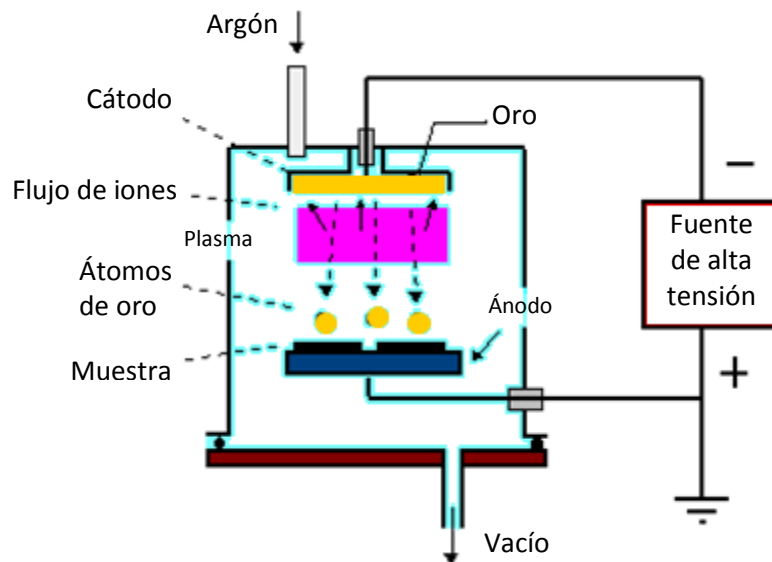 Argón
Cátodo
Oro
Flujo de iones
Plasma
Átomos
de oro
Ánodo
Muestra
−
Fuente
de alta
tensión
+
Vacío